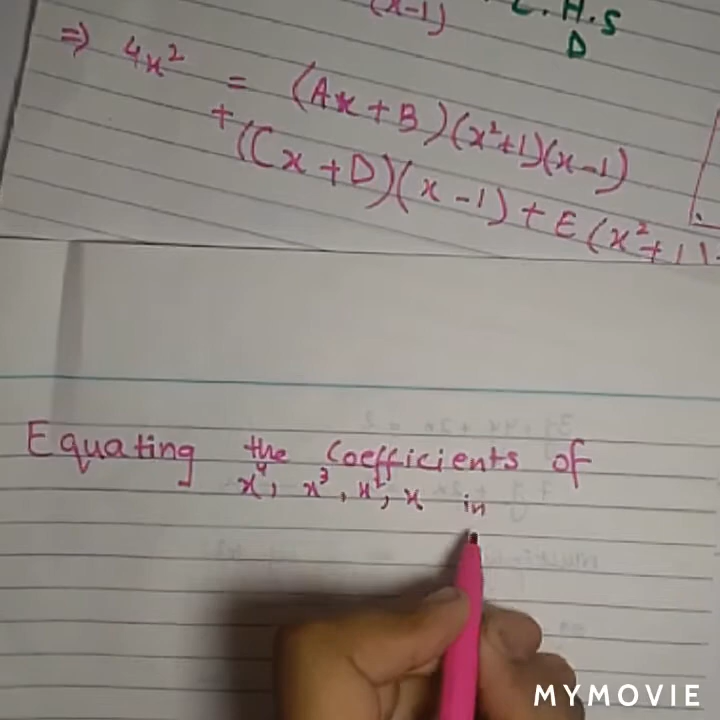 (x-1) L.H.S
D
⇒ 4x² = (Ax+B)(x²+1)(x-1)
+(Cx+D)(x-1)+E(x²+1)
Equating the Coefficients of
x⁴, x³, x², x in
MYMOVIE